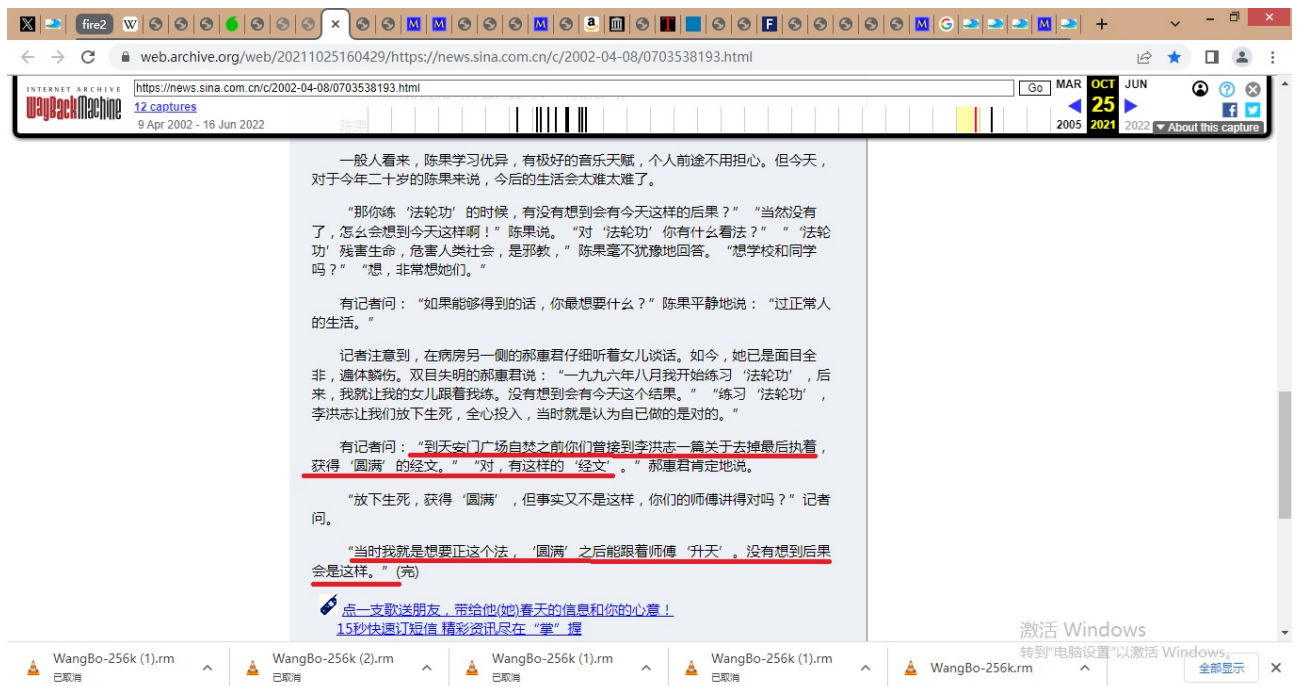 fire2
web.archive.org/web/20211025160429/https://news.sina.com.cn/c/2002-04-08/0703538193.html
INTERNET ARCHIVE
WayBackMachine
https://news.sina.com.cn/c/2002-04-08/0703538193.html
Go
MAR OCT JUN
12 captures
25
9 Apr 2002 - 16 Jun 2022
2005 2021 2022
About this capture
一般人看来，陈果学习优异，有极好的音乐天赋，个人前途不用担心。但今天，
对于今年二十岁的陈果来说，今后的生活会太难太难了。
“那你练‘法轮功’的时候，有没有想到会有今天这样的后果？”“当然没有
了，怎么会想到今天这样啊！”陈果说。“对‘法轮功’你有什么看法？”“‘法轮
功’残害生命，危害人类社会，是邪教，”陈果毫不犹豫地回答。“想学校和同学
吗？”“想，非常想她们。”
有记者问：“如果能够得到的话，你最想要什么？”陈果平静地说：“过正常人
的生活。”
记者注意到，在病房另一侧的郝惠君仔细听着女儿谈话。如今，她已是面目全
非，遍体鳞伤。双目失明的郝惠君说：“一九九六年八月我开始练习‘法轮功’，后
来，我就让我的女儿跟着我练。没有想到会有今天这个结果。”“练习‘法轮功’，
李洪志让我们放下生死，全心投入，当时就是认为自已做的是对的。”
有记者问：“到天安门广场自焚之前你们曾接到李洪志一篇关于去掉最后执着，
获得‘圆满’的经文。”“对，有这样的‘经文’。”郝惠君肯定地说。
“放下生死，获得‘圆满’，但事实又不是这样，你们的师傅讲得对吗？”记者
问。
“当时我就是想要正这个法，‘圆满’之后能跟着师傅‘升天’。没有想到后果
会是这样。”(完)
点一支歌送朋友，带给他(她)春天的信息和你的心意！
15秒快速订短信 精彩资讯尽在“掌”握
激活 Windows
转到“电脑设置”以激活 Windows。
WangBo-256k (1).rm
已取消
WangBo-256k (2).rm
已取消
WangBo-256k (1).rm
已取消
WangBo-256k (1).rm
已取消
WangBo-256k.rm
全部显示